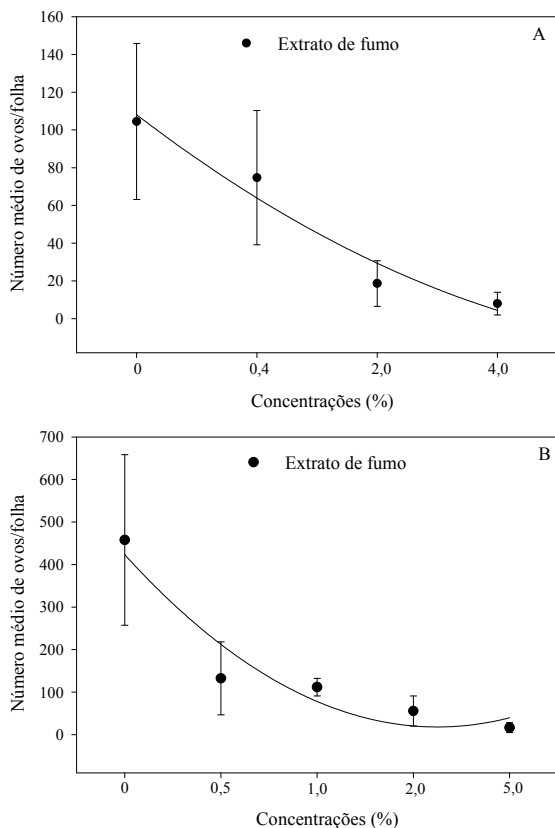 A
Extrato de fumo
160
140
120
100
80
60
40
20
0
Número médio de ovos/folha
0 0,4 2,0 4,0
Concentrações (%)
B
Extrato de fumo
700
600
500
400
300
200
100
0
Número médio de ovos/folha
0 0,5 1,0 2,0 5,0
Concentrações (%)